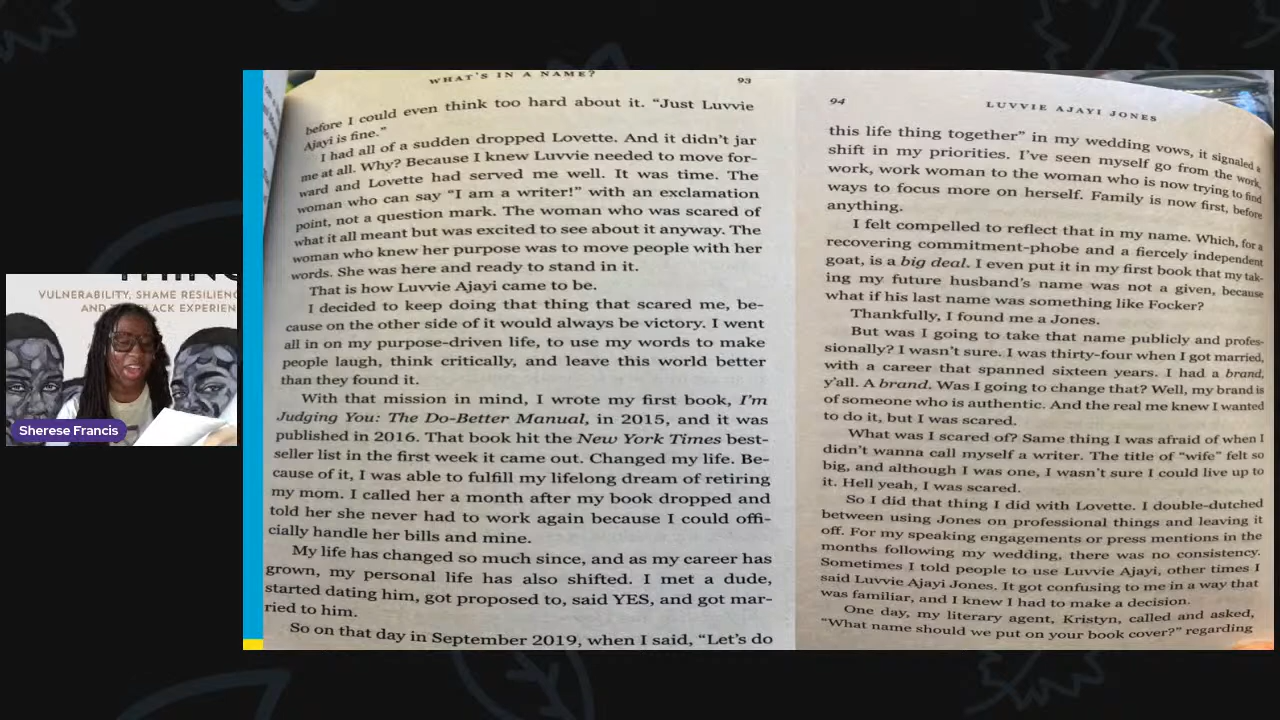 THING
VULNERABILITY, SHAME RESILIENC
AND THE BLACK EXPERIEN
Sherese Francis
WHAT'S IN A NAME?
93
before I could even think too hard about it. “Just Luvvie
Ajayi is fine.”
I had all of a sudden dropped Lovette. And it didn't jar
me at all. Why? Because I knew Luvvie needed to move for-
ward and Lovette had served me well. It was time. The
woman who can say “I am a writer!” with an exclamation
point, not a question mark. The woman who was scared of
what it all meant but was excited to see about it anyway. The
woman who knew her purpose was to move people with her
words. She was here and ready to stand in it.
That is how Luvvie Ajayi came to be.
I decided to keep doing that thing that scared me, be-
cause on the other side of it would always be victory. I went
all in on my purpose-driven life, to use my words to make
people laugh, think critically, and leave this world better
than they found it.
With that mission in mind, I wrote my first book, I'm
Judging You: The Do-Better Manual, in 2015, and it was
published in 2016. That book hit the New York Times best-
seller list in the first week it came out. Changed my life. Be-
cause of it, I was able to fulfill my lifelong dream of retiring
my mom. I called her a month after my book dropped and
told her she never had to work again because I could offi-
cially handle her bills and mine.
My life has changed so much since, and as my career has
grown, my personal life has also shifted. I met a dude,
started dating him, got proposed to, said YES, and got mar-
ried to him.
So on that day in September 2019, when I said, “Let's do
94
LUVVIE AJAYI JONES
this life thing together” in my wedding vows, it signaled a
shift in my priorities. I've seen myself go from the work,
work, work woman to the woman who is now trying to find
ways to focus more on herself. Family is now first, before
anything.
I felt compelled to reflect that in my name. Which, for a
recovering commitment-phobe and a fiercely independent
goat, is a big deal. I even put it in my first book that my tak-
ing my future husband's name was not a given, because
what if his last name was something like Focker?
Thankfully, I found me a Jones.
But was I going to take that name publicly and profes-
sionally? I wasn't sure. I was thirty-four when I got married,
with a career that spanned sixteen years. I had a brand,
y'all. A brand. Was I going to change that? Well, my brand is
of someone who is authentic. And the real me knew I wanted
to do it, but I was scared.
What was I scared of? Same thing I was afraid of when I
didn't wanna call myself a writer. The title of “wife” felt so
big, and although I was one, I wasn't sure I could live up to
it. Hell yeah, I was scared.
So I did that thing I did with Lovette. I double-dutched
between using Jones on professional things and leaving it
off. For my speaking engagements or press mentions in the
months following my wedding, there was no consistency.
Sometimes I told people to use Luvvie Ajayi, other times I
said Luvvie Ajayi Jones. It got confusing to me in a way that
was familiar, and I knew I had to make a decision.
One day, my literary agent, Kristyn, called and asked,
“What name should we put on your book cover?” regarding